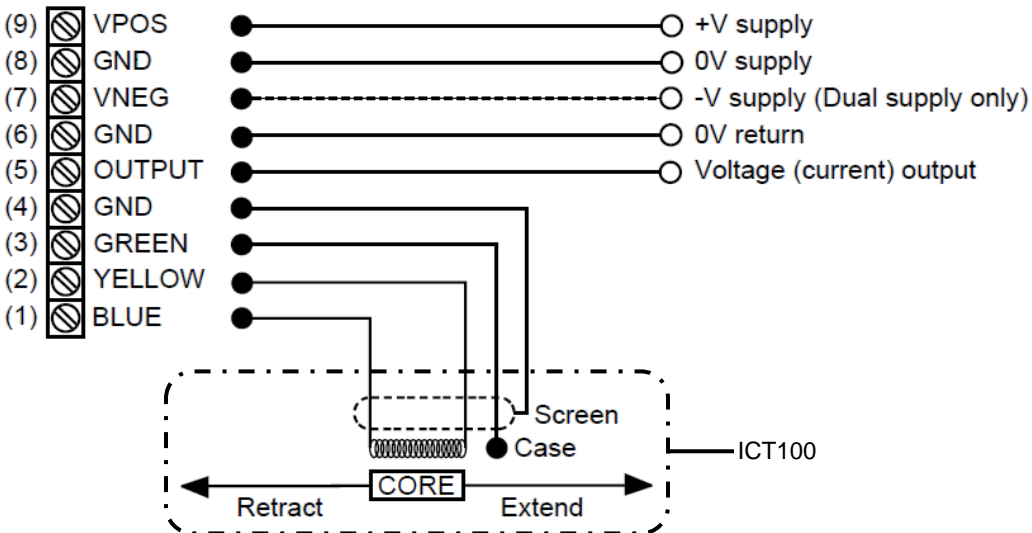 (9) VPOS +V supply
(8) GND 0V supply
(7) VNEG -V supply (Dual supply only)
(6) GND 0V return
(5) OUTPUT Voltage (current) output
(4) GND
(3) GREEN
(2) YELLOW
(1) BLUE
Screen
Case
ICT100
CORE
Retract Extend